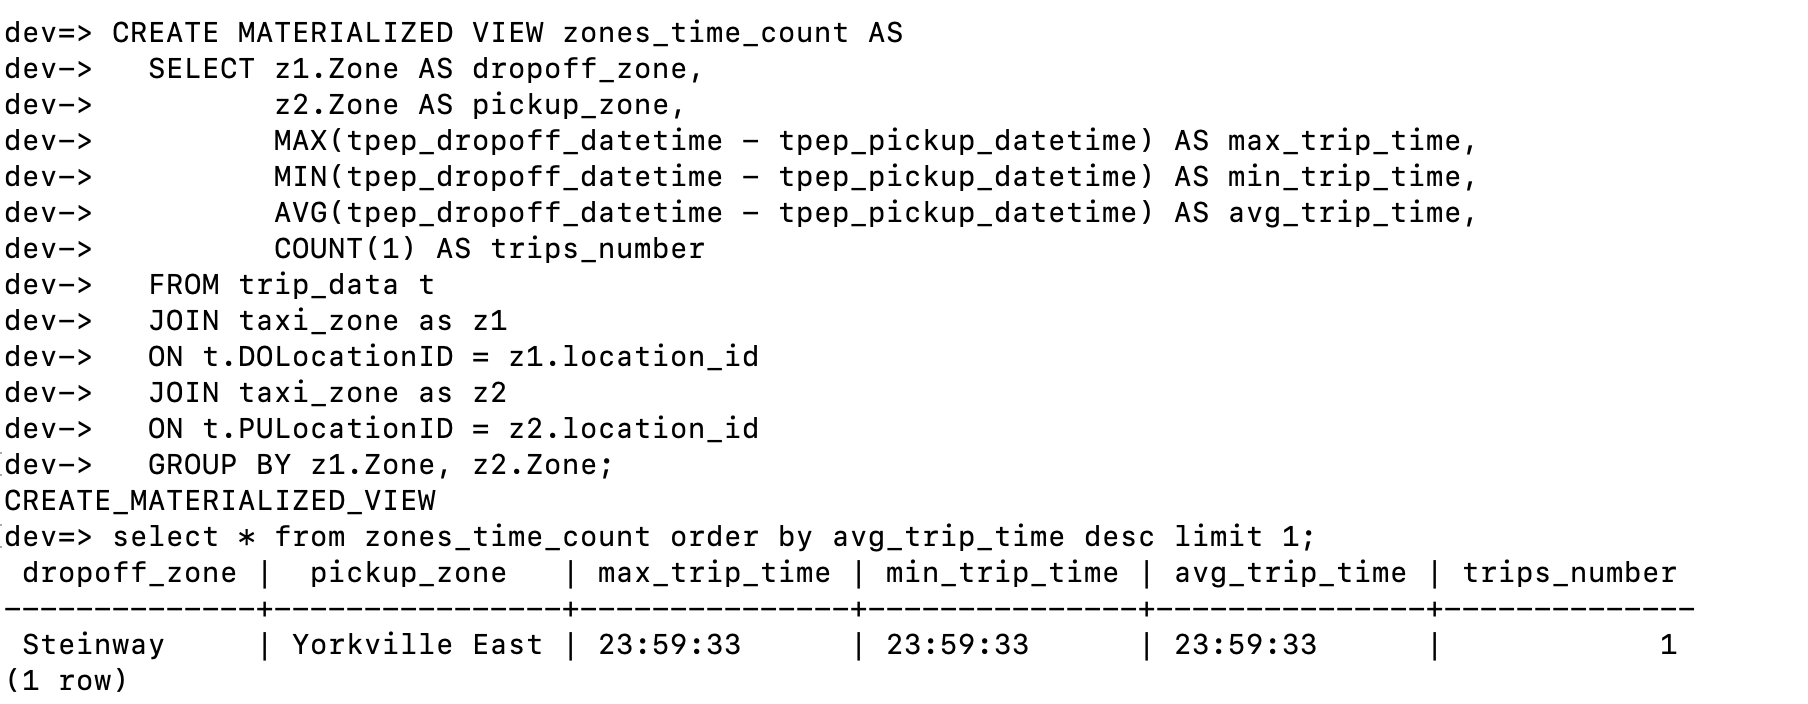 dev=> CREATE MATERIALIZED VIEW zones_time_count AS
dev->   SELECT z1.Zone AS dropoff_zone,
dev->          z2.Zone AS pickup_zone,
dev->          MAX(tpep_dropoff_datetime - tpep_pickup_datetime) AS max_trip_time,
dev->          MIN(tpep_dropoff_datetime - tpep_pickup_datetime) AS min_trip_time,
dev->          AVG(tpep_dropoff_datetime - tpep_pickup_datetime) AS avg_trip_time,
dev->          COUNT(1) AS trips_number
dev->   FROM trip_data t
dev->   JOIN taxi_zone as z1
dev->   ON t.DOLocationID = z1.location_id
dev->   JOIN taxi_zone as z2
dev->   ON t.PULocationID = z2.location_id
dev->   GROUP BY z1.Zone, z2.Zone;
CREATE_MATERIALIZED_VIEW
dev=> select * from zones_time_count order by avg_trip_time desc limit 1;
 dropoff_zone |  pickup_zone   | max_trip_time | min_trip_time | avg_trip_time | trips_number
--------------+----------------+---------------+---------------+---------------+--------------
 Steinway     | Yorkville East | 23:59:33      | 23:59:33      | 23:59:33      |            1
(1 row)